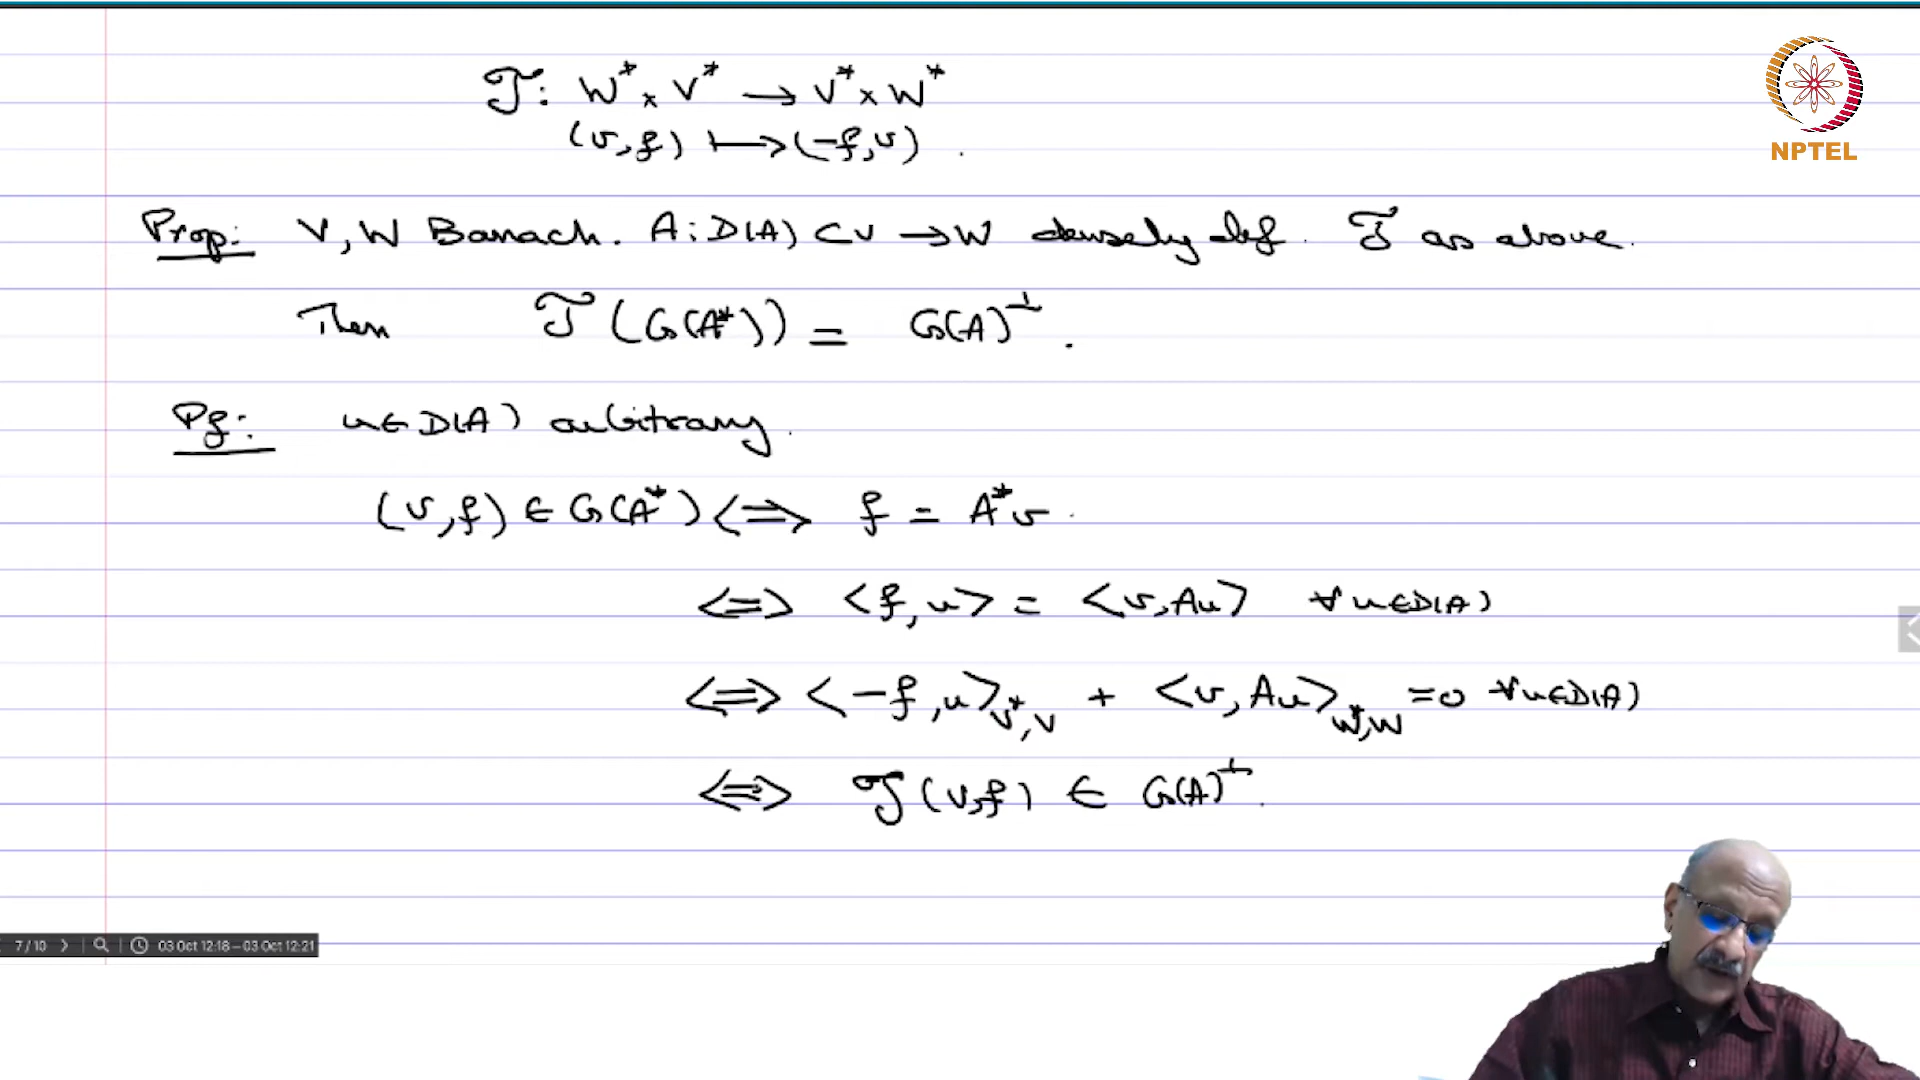 𝒥: W* × V* → V* × W*
(v, f) ↦ (-f, v).
NPTEL
Prop: V, W Banach. A: D(A) ⊂ V → W densely def. 𝒥 as above.
Then 𝒥(G(A*)) = G(A)^⊥.
Pf: u ∈ D(A) arbitrary.
(v, f) ∈ G(A*) <=> f = A*v.
<=> <f, u> = <v, Au> ∀ u ∈ D(A)
<=> <-f, u>_{V*,V} + <v, Au>_{W*,W} = 0 ∀ u ∈ D(A)
<=> 𝒥(v, f) ∈ G(A)^⊥.
7 / 10 03 Oct 12:18 – 03 Oct 12:21